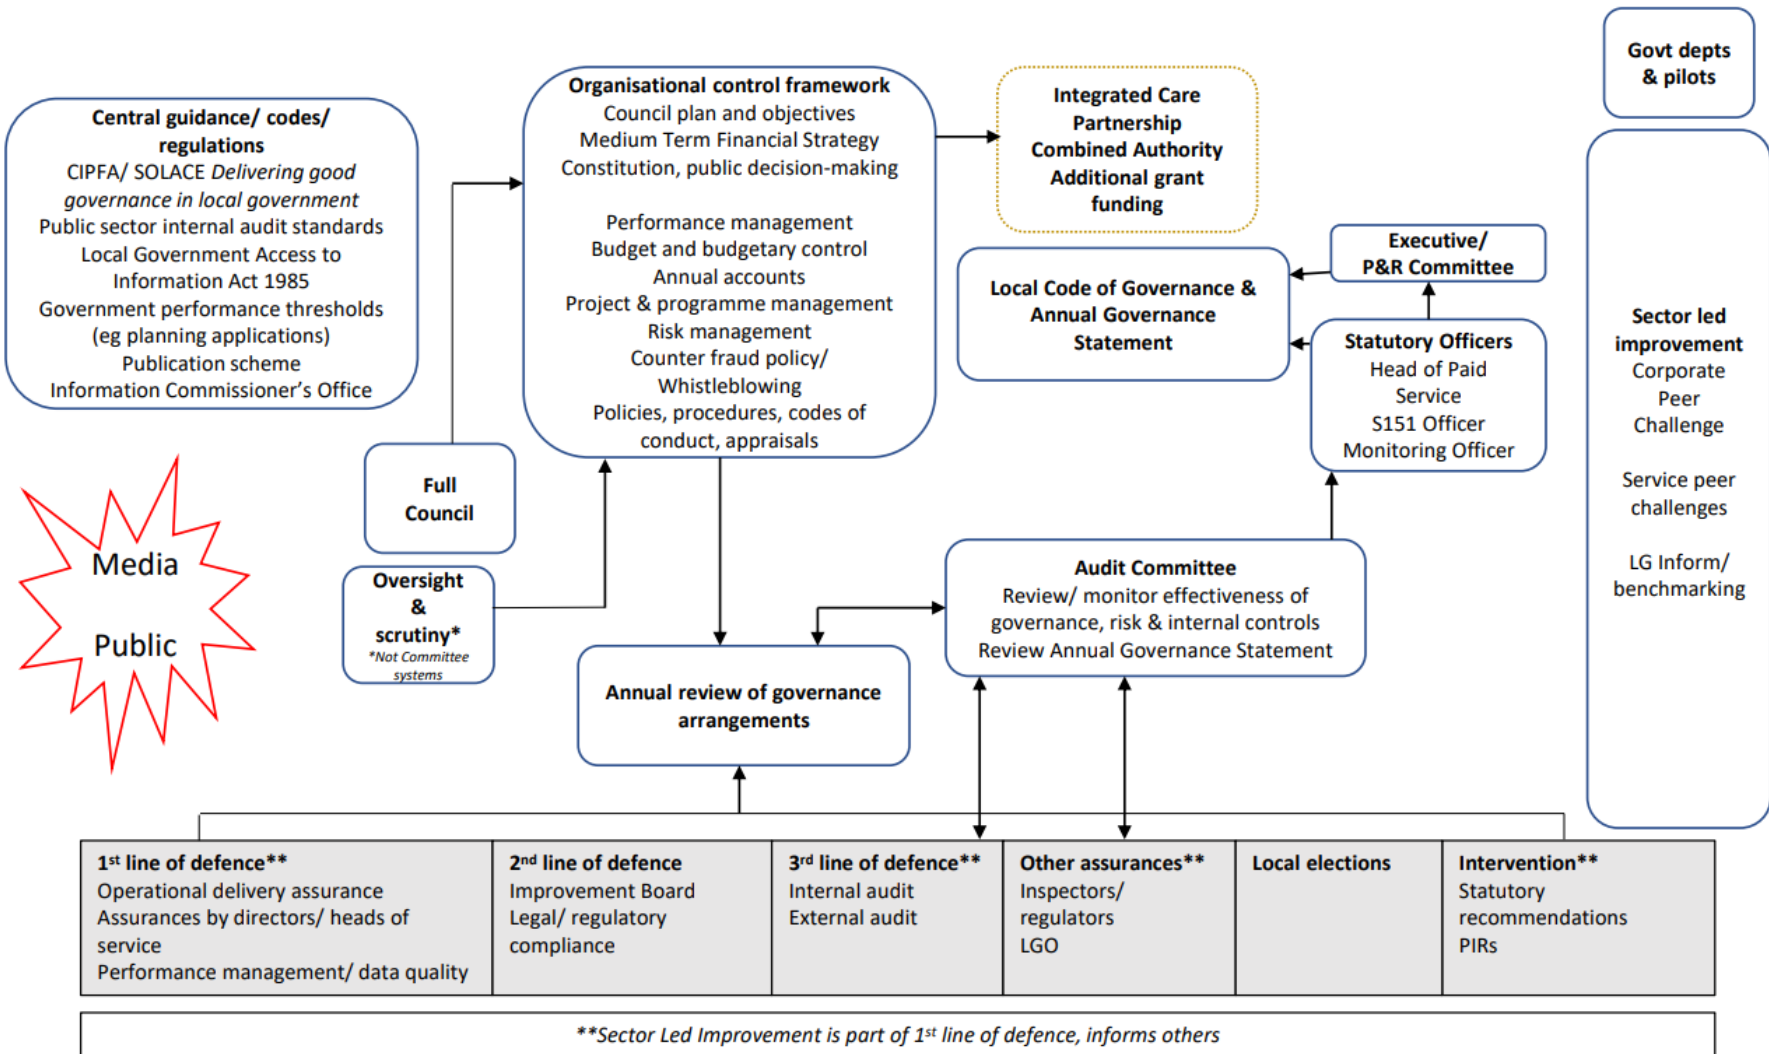 Govt depts
& pilots
Organisational control framework
Council plan and objectives
Medium Term Financial Strategy
Constitution, public decision-making
Performance management
Budget and budgetary control
Annual accounts
Project & programme management
Risk management
Counter fraud policy/
Whistleblowing
Policies, procedures, codes of
conduct, appraisals
Integrated Care
Partnership
Combined Authority
Additional grant
funding
Central guidance/ codes/
regulations
CIPFA/ SOLACE Delivering good
governance in local government
Public sector internal audit standards
Local Government Access to
Information Act 1985
Government performance thresholds
(eg planning applications)
Publication scheme
Information Commissioner's Office
Executive/
P&R Committee
Local Code of Governance &
Annual Governance
Statement
Statutory Officers
Head of Paid
Service
S151 Officer
Monitoring Officer
Sector led
improvement
Corporate
Peer
Challenge
Service peer
challenges
LG Inform/
benchmarking
Full
Council
Media
Public
Oversight
&
scrutiny*
*Not Committee
systems
Audit Committee
Review/ monitor effectiveness of
governance, risk & internal controls
Review Annual Governance Statement
Annual review of governance
arrangements
1st line of defence**
Operational delivery assurance
Assurances by directors/ heads of
service
Performance management/ data quality
2nd line of defence
Improvement Board
Legal/ regulatory
compliance
3rd line of defence**
Internal audit
External audit
Other assurances**
Inspectors/
regulators
LGO
Local elections
Intervention**
Statutory
recommendations
PIRs
**Sector Led Improvement is part of 1st line of defence, informs others